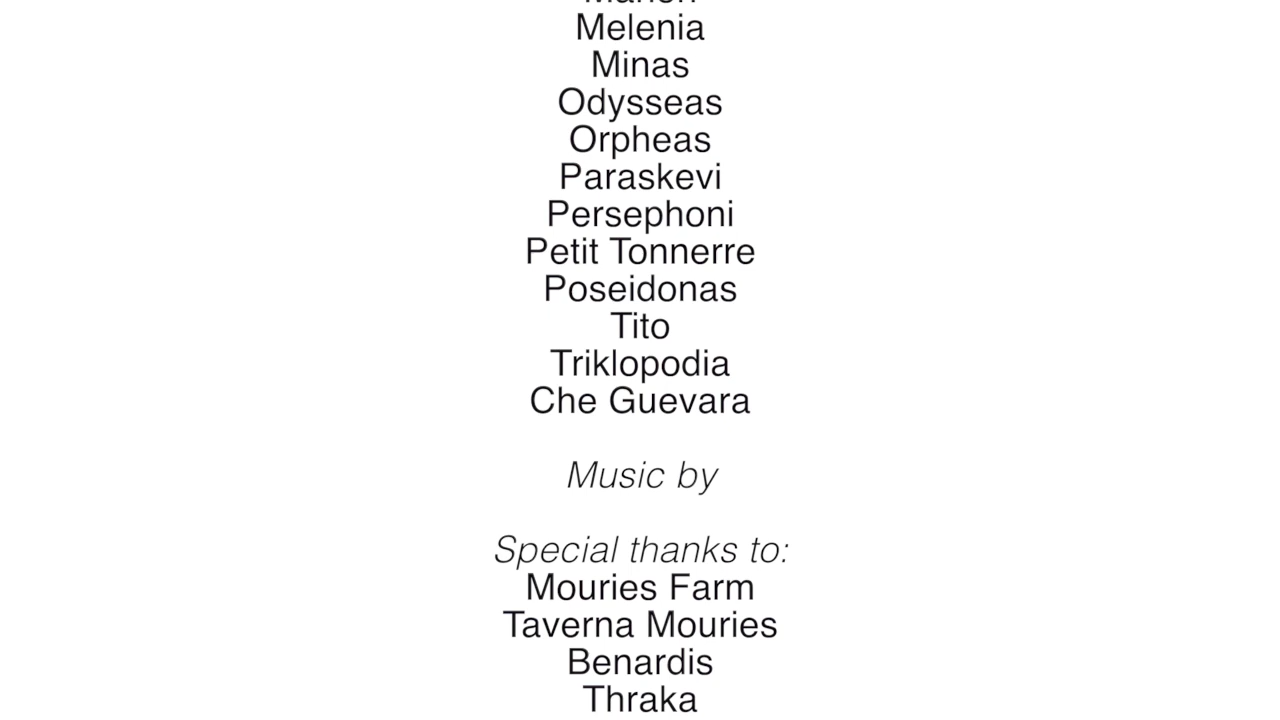 Melenia
Minas
Odysseas
Orpheas
Paraskevi
Persephoni
Petit Tonnerre
Poseidonas
Tito
Triklopodia
Che Guevara
Music by
Special thanks to:
Mouries Farm
Taverna Mouries
Benardis
Thraka